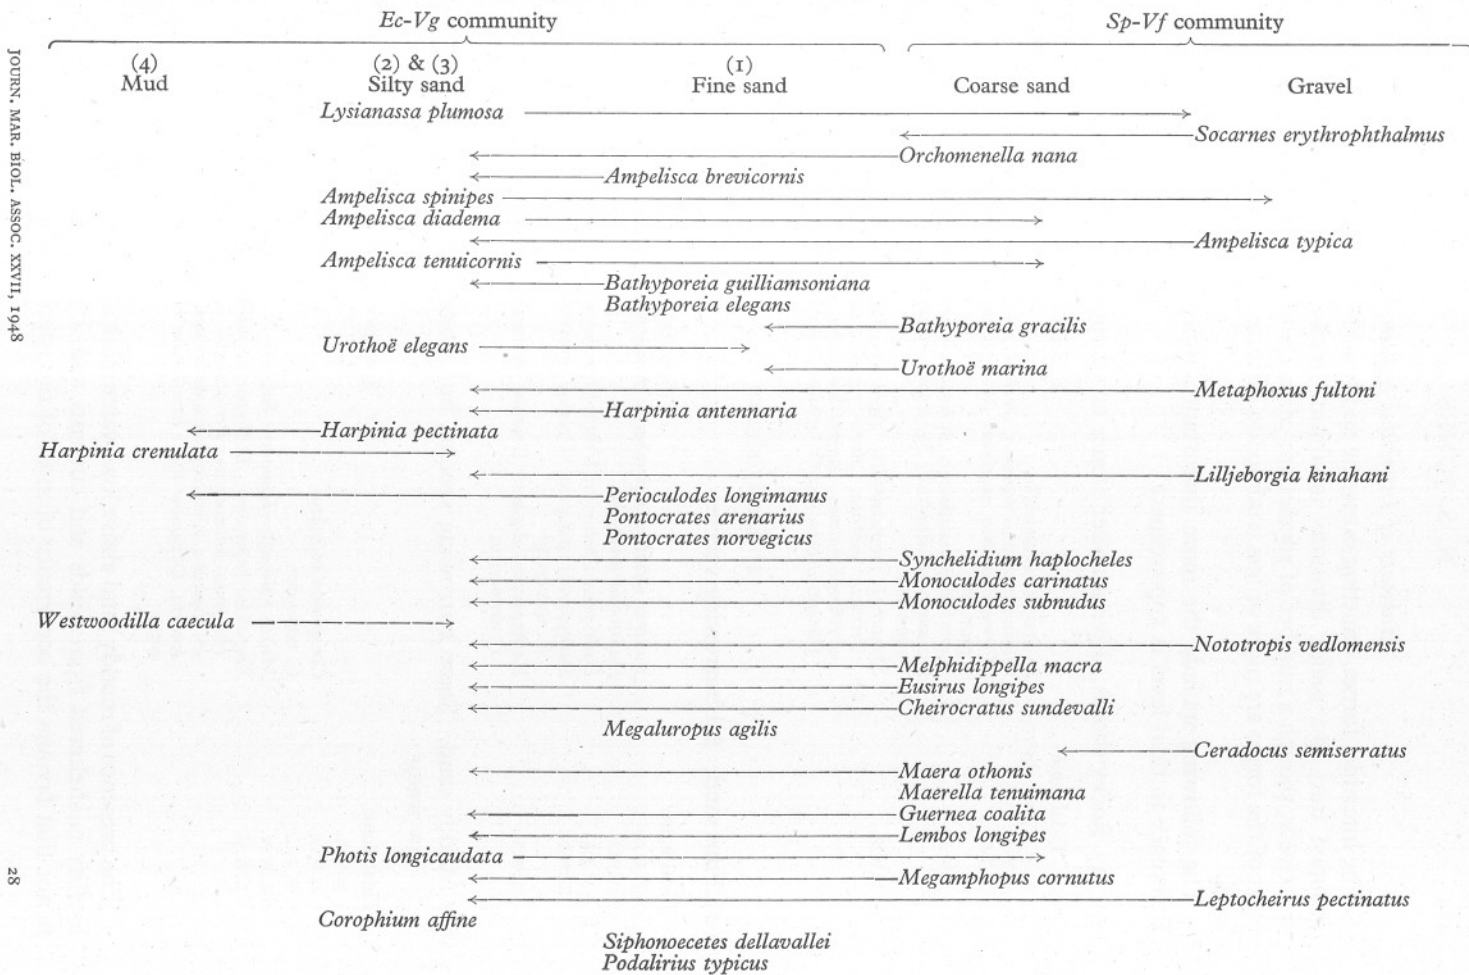 Ec-Vg community Sp-Vf community
(4) (2) & (3) (1)
Mud Silty sand Fine sand Coarse sand Gravel
Lysianassa plumosa
Socarnes erythrophthalmus
Orchomenella nana
Ampelisca brevicornis
Ampelisca spinipes
Ampelisca diadema
Ampelisca typica
Ampelisca tenuicornis
Bathyporeia guilliamsoniana
Bathyporeia elegans
Bathyporeia gracilis
Urothoë elegans
Urothoë marina
Metaphoxus fultoni
Harpinia antennaria
Harpinia pectinata
Harpinia crenulata
Lilljeborgia kinahani
Perioculodes longimanus
Pontocrates arenarius
Pontocrates norvegicus
Synchelidium haplocheles
Monoculodes carinatus
Monoculodes subnudus
Westwoodilla caecula
Nototropis vedlomensis
Melphidippella macra
Eusirus longipes
Cheirocratus sundevalli
Megaluropus agilis
Ceradocus semiserratus
Maera othonis
Maerella tenuimana
Guernea coalita
Lembos longipes
Photis longicaudata
Megamphopus cornutus
Leptocheirus pectinatus
Corophium affine
Siphonoecetes dellavallei
Podalirius typicus
JOURN. MAR. BIOL. ASSOC. XXVII, 1948
28